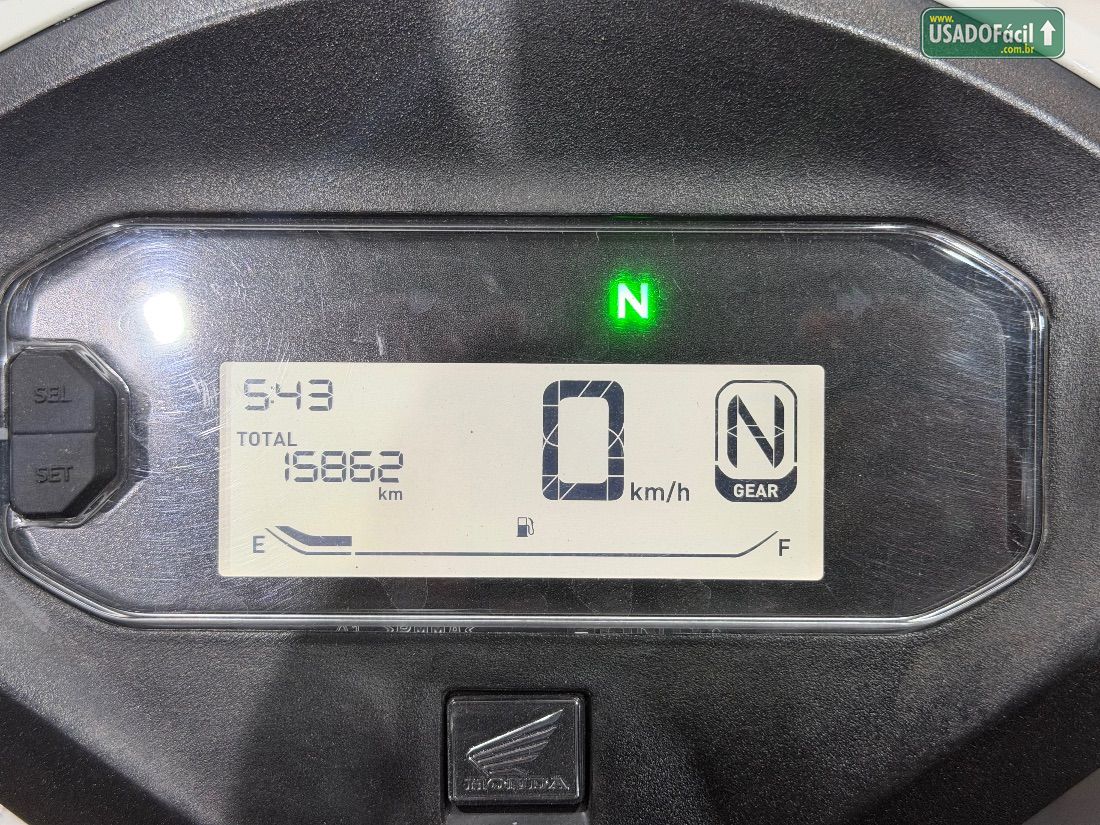 www.
USADOFácil
.com.br
N
SEL
SET
5:43
TOTAL
15862
km
0 km/h
N
GEAR
E
F
HONDA